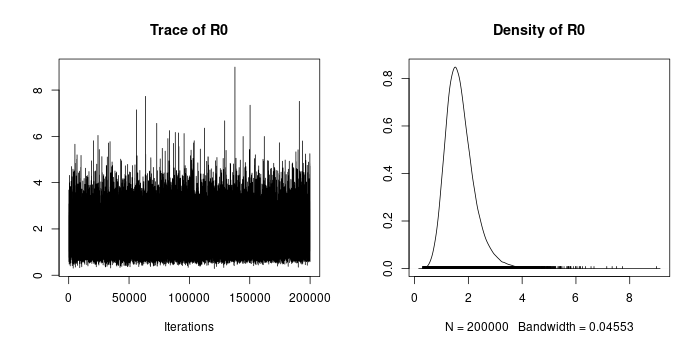 Trace of R0
8
6
4
2
0
0 50000 100000 150000 200000
Iterations
Density of R0
0.8
0.6
0.4
0.2
0.0
0 2 4 6 8
N = 200000 Bandwidth = 0.04553